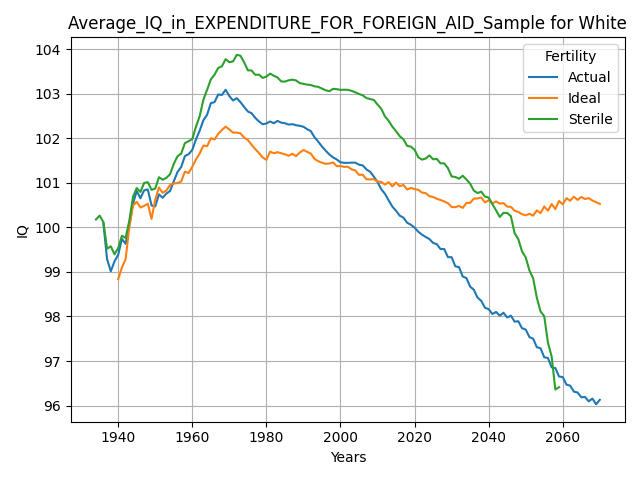 Average_IQ_in_EXPENDITURE_FOR_FOREIGN_AID_Sample for White
Fertility
Actual
Ideal
Sterile
104
103
102
101
100
99
98
97
96
IQ
1940 1960 1980 2000 2020 2040 2060
Years